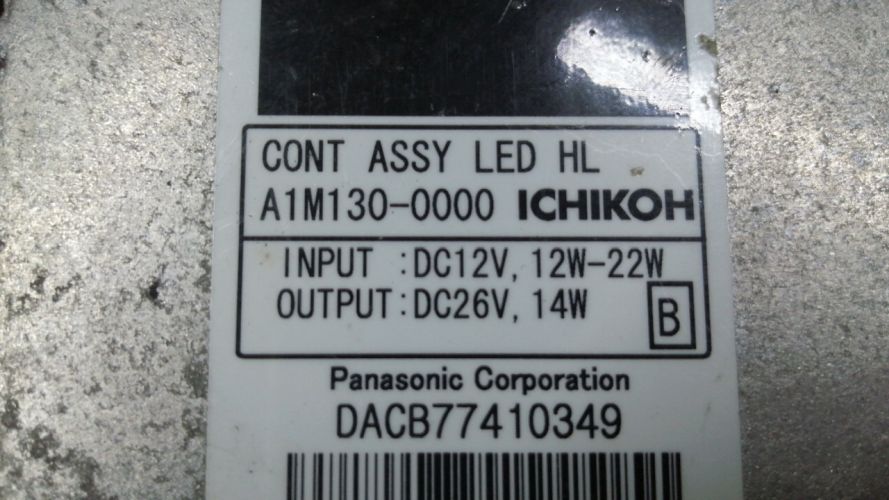 CONT ASSY LED HL
A1M130-0000 ICHIKOH
INPUT :DC12V, 12W-22W
OUTPUT:DC26V, 14W
B
Panasonic Corporation
DACB77410349